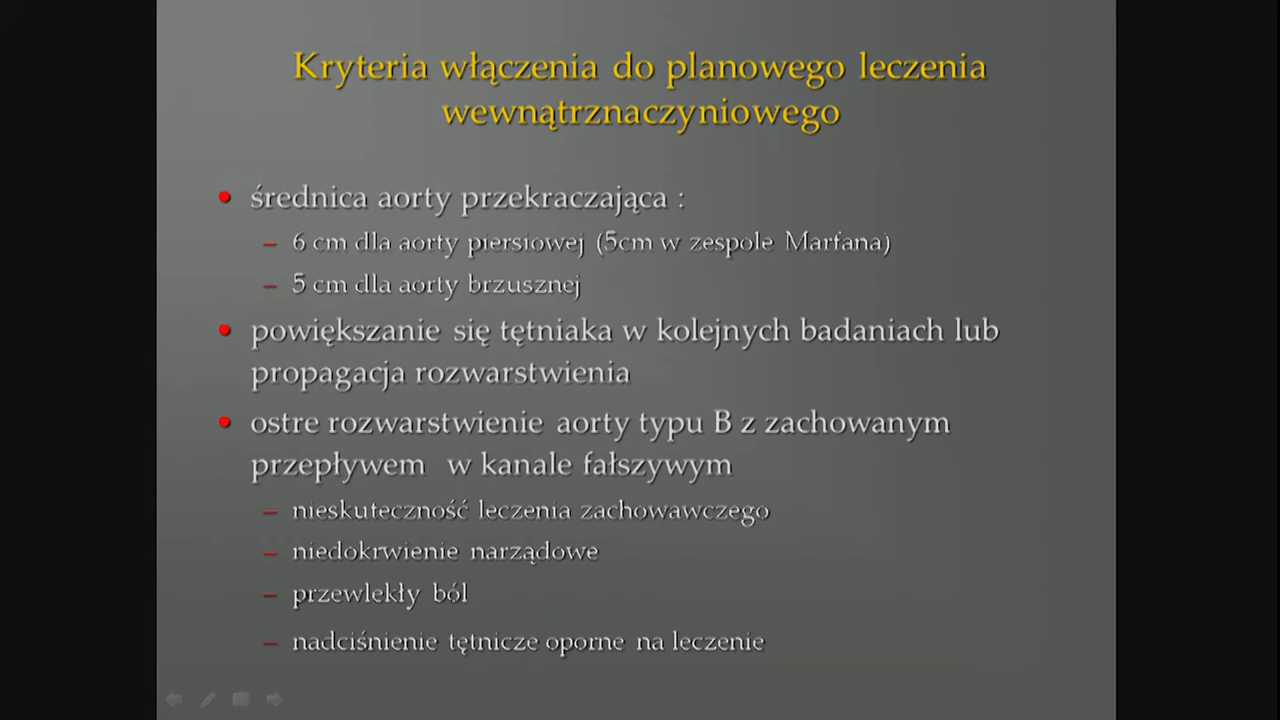 Kryteria włączenia do planowego leczenia
wewnątrznaczyniowego
• średnica aorty przekraczająca :
– 6 cm dla aorty piersiowej (5cm w zespole Marfana)
– 5 cm dla aorty brzusznej
• powiększanie się tętniaka w kolejnych badaniach lub
propagacja rozwarstwienia
• ostre rozwarstwienie aorty typu B z zachowanym
przepływem w kanale fałszywym
– nieskuteczność leczenia zachowawczego
– niedokrwienie narządowe
– przewlekły ból
– nadciśnienie tętnicze oporne na leczenie